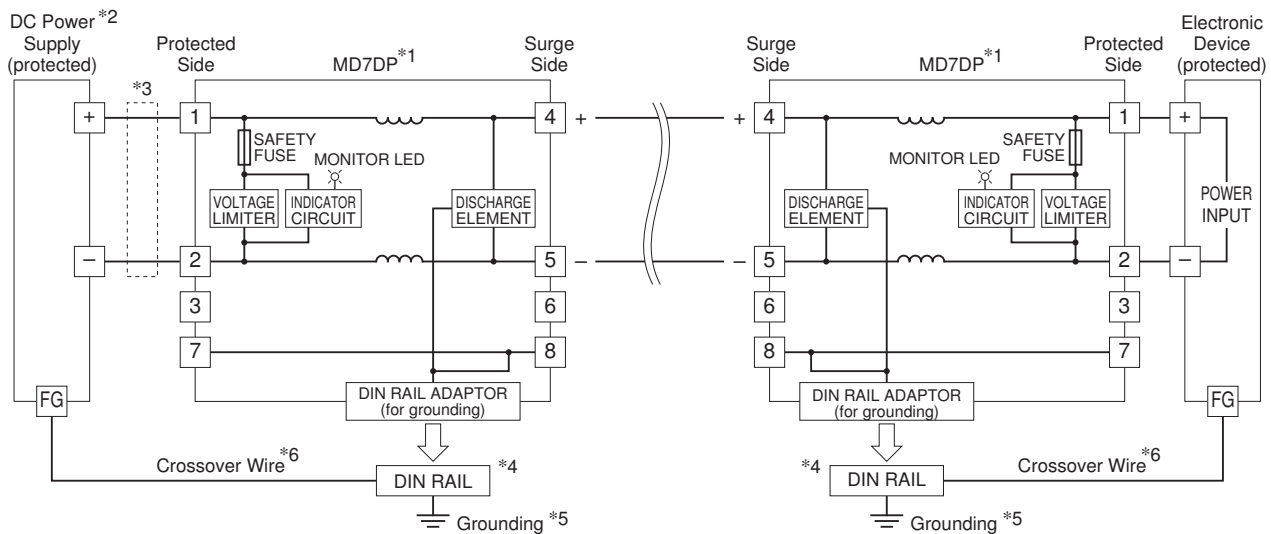 DC Power *2
Supply
(protected)
Protected
Side
MD7DP*1
Surge
Side
Surge
Side
MD7DP*1
Protected
Side
Electronic
Device
(protected)
*3
+
1
4
+
+
4
1
+
SAFETY
FUSE
MONITOR LED
SAFETY
FUSE
MONITOR LED
VOLTAGE
LIMITER
INDICATOR
CIRCUIT
DISCHARGE
ELEMENT
DISCHARGE
ELEMENT
INDICATOR
CIRCUIT
VOLTAGE
LIMITER
POWER
INPUT
–
2
5
–
–
5
2
–
3
6
6
3
7
8
8
7
FG
DIN RAIL ADAPTOR
(for grounding)
DIN RAIL ADAPTOR
(for grounding)
FG
Crossover Wire*6
DIN RAIL
*4
*4
DIN RAIL
Crossover Wire*6
Grounding *5
Grounding *5